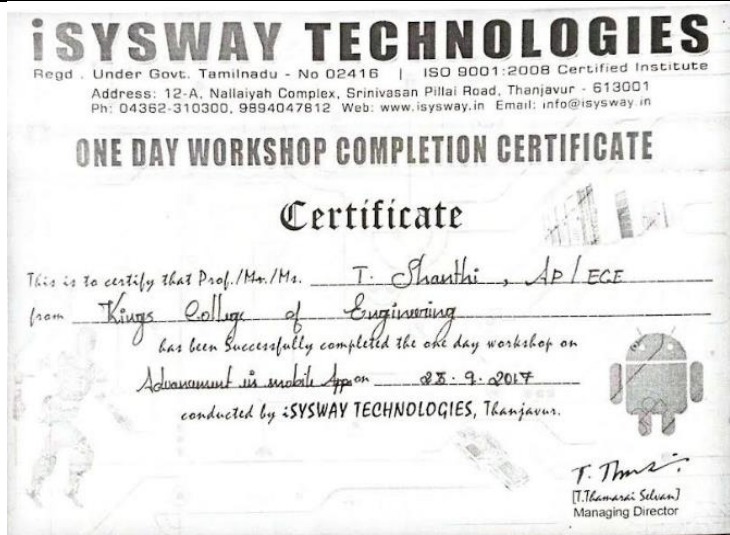 iSYSWAY TECHNOLOGIES
Regd . Under Govt. Tamilnadu - No 02416 | ISO 9001:2008 Certified Institute
Address: 12-A, Nallaiyah Complex, Srinivasan Pillai Road, Thanjavur - 613001
Ph: 04362-310300, 9894047812 Web: www.isysway.in Email: info@isysway.in
ONE DAY WORKSHOP COMPLETION CERTIFICATE
Certificate
This is to certify that Prof./Mr./Ms. T. Shanthi, AP/ECE
from Kings College of Engineering
has been Successfully completed the one day workshop on
Advancement in mobile App on 23.9.2017
conducted by iSYSWAY TECHNOLOGIES, Thanjavur.
[T.Thamarai Selvan]
Managing Director